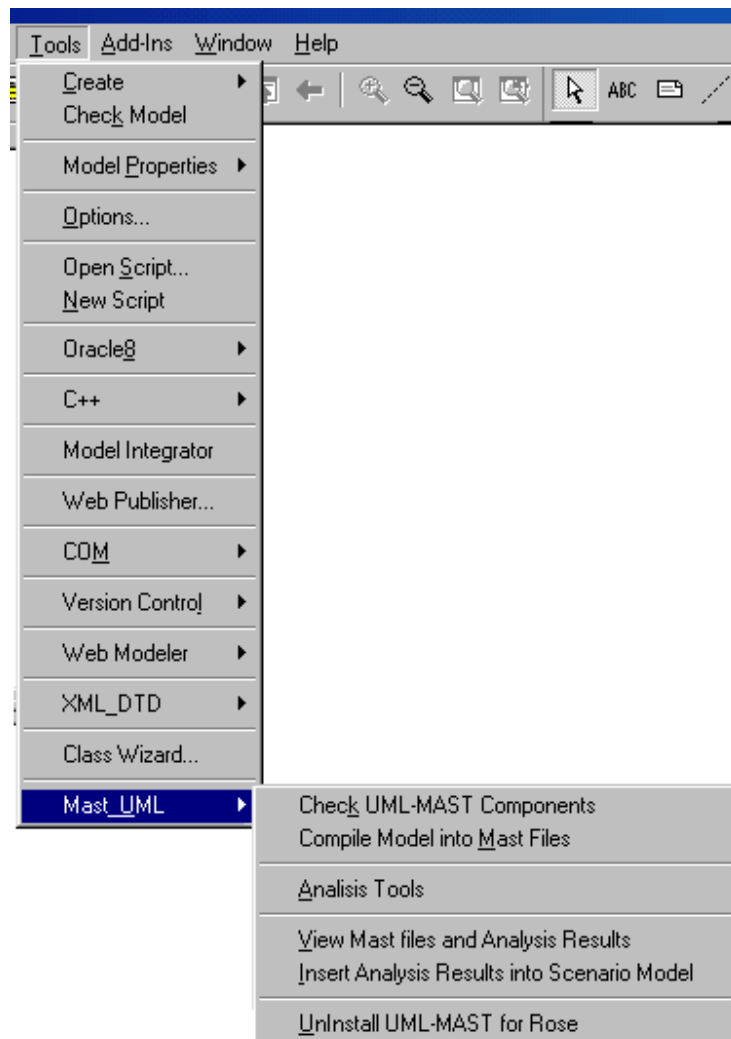 Tools Add-Ins Window Help
ABC
Create
Check Model
Model Properties
Options...
Open Script...
New Script
Oracle8
C++
Model Integrator
Web Publisher...
COM
Version Control
Web Modeler
XML_DTD
Class Wizard...
Mast_UML
Check UML-MAST Components
Compile Model into Mast Files
Analisis Tools
View Mast files and Analysis Results
Insert Analysis Results into Scenario Model
UnInstall UML-MAST for Rose